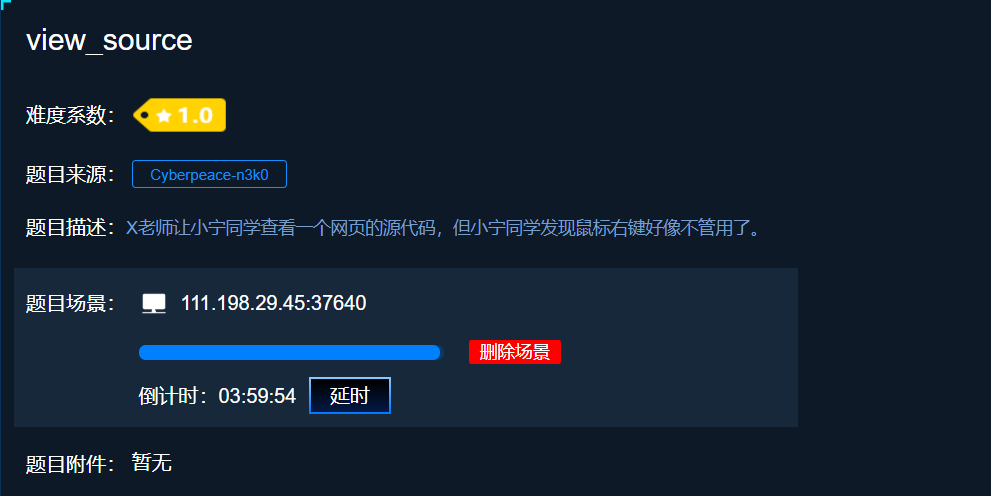 view_source
难度系数： 1.0
题目来源： Cyberpeace-n3k0
题目描述：X老师让小宁同学查看一个网页的源代码，但小宁同学发现鼠标右键好像不管用了。
题目场景： 111.198.29.45:37640
删除场景
倒计时：03:59:54 延时
题目附件： 暂无